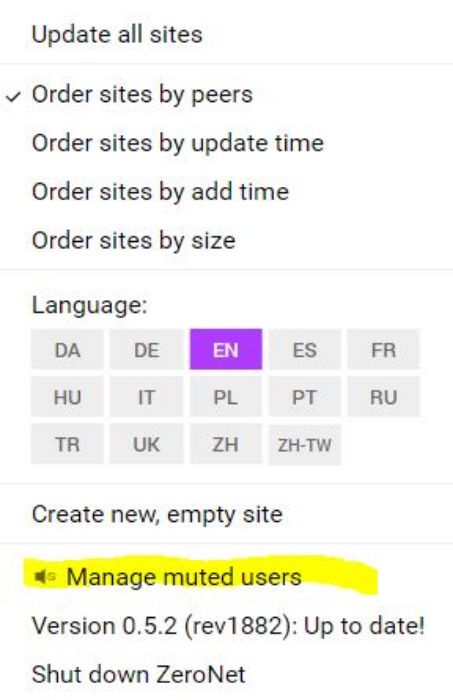 Update all sites
Order sites by peers
Order sites by update time
Order sites by add time
Order sites by size
Language:
DA DE EN ES FR
HU IT PL PT RU
TR UK ZH ZH-TW
Create new, empty site
Manage muted users
Version 0.5.2 (rev1882): Up to date!
Shut down ZeroNet